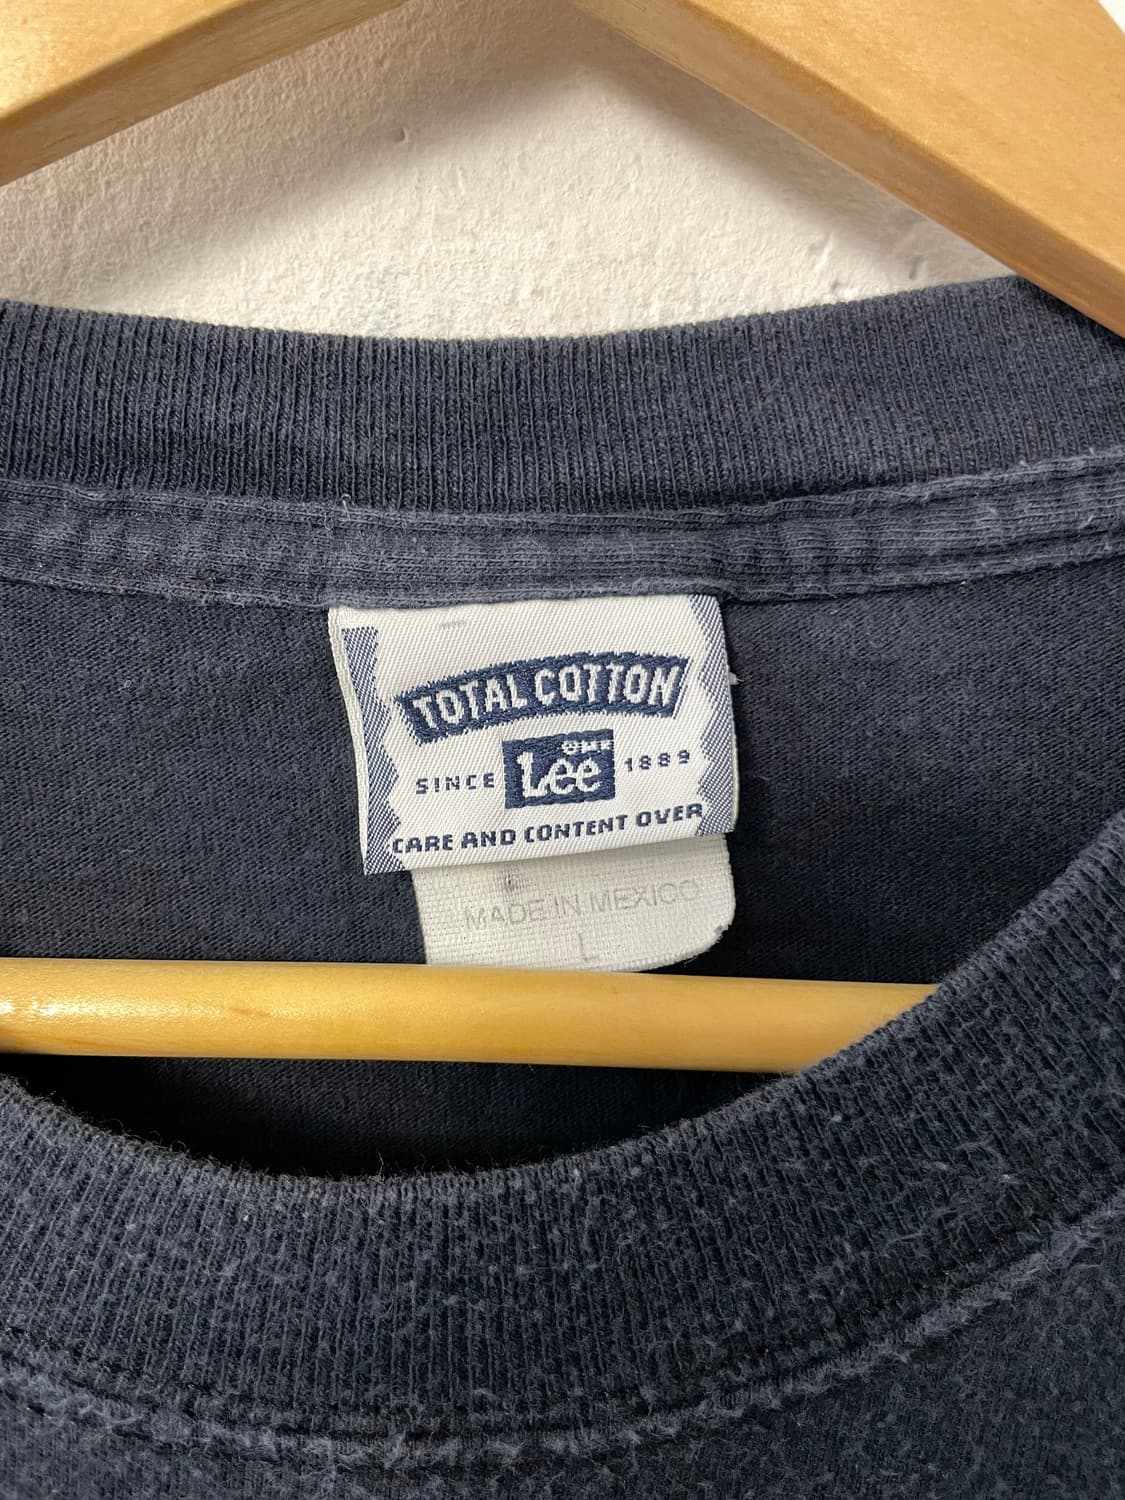 TOTAL COTTON
SINCE Lee 1889
CARE AND CONTENT OVER
MADE IN MEXICO
L